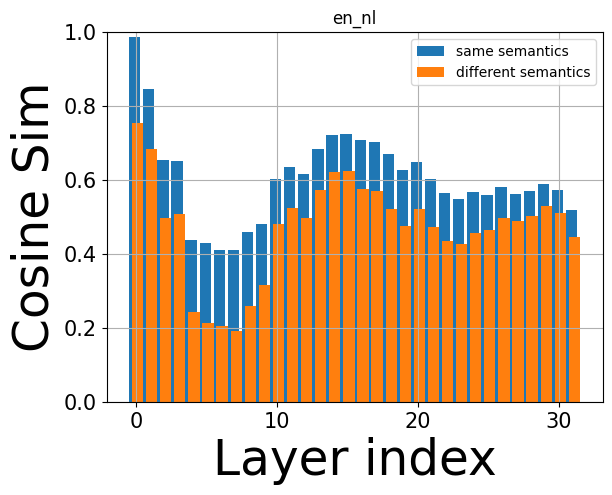 en_nl
same semantics
different semantics
Cosine Sim
1.0
0.8
0.6
0.4
0.2
0.0
0 10 20 30
Layer index